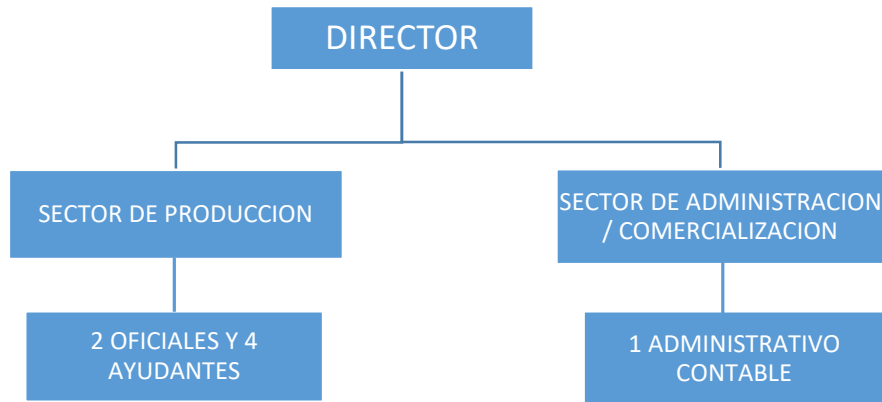 DIRECTOR
SECTOR DE PRODUCCION
SECTOR DE ADMINISTRACION
/ COMERCIALIZACION
2 OFICIALES Y 4
AYUDANTES
1 ADMINISTRATIVO
CONTABLE